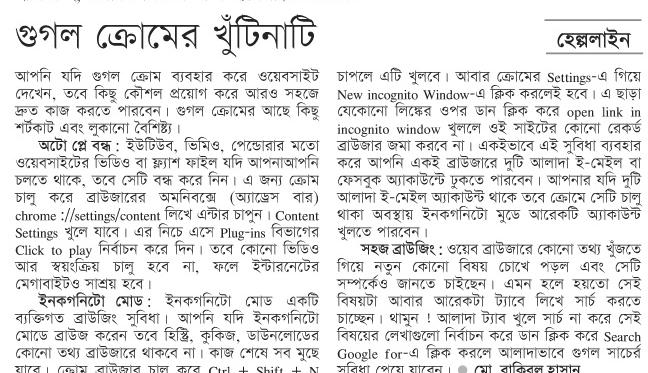 গুগল ক্রোমের খুঁটিনাটি
হেল্পলাইন
আপনি যদি গুগল ক্রোম ব্যবহার করে ওয়েবসাইট
দেখেন, তবে কিছু কৌশল প্রয়োগ করে আরও সহজে
দ্রুত কাজ করতে পারবেন। গুগল ক্রোমের আছে কিছু
শর্টকাট এবং লুকানো বৈশিষ্ট্য।
অটো প্লে বন্ধ : ইউটিউব, ভিমিও, পেন্ডোরার মতো
ওয়েবসাইটের ভিডিও বা ফ্ল্যাশ ফাইল যদি আপনাআপনি
চলতে থাকে, তবে সেটি বন্ধ করে নিন। এ জন্য ক্রোম
চালু করে ব্রাউজারের অমনিবক্সে (অ্যাড্রেস বার)
chrome ://settings/content লিখে এন্টার চাপুন। Content
Settings খুলে যাবে। এর নিচে এসে Plug-ins বিভাগের
Click to play নির্বাচন করে দিন। তবে কোনো ভিডিও
আর স্বয়ংক্রিয় চালু হবে না, ফলে ইন্টারনেটের
মেগাবাইটও সাশ্রয় হবে।
ইনকগনিটো মোড : ইনকগনিটো মোড একটি
ব্যক্তিগত ব্রাউজিং সুবিধা। আপনি যদি ইনকগনিটো
মোডে ব্রাউজ করেন তবে হিস্ট্রি, কুকিজ, ডাউনলোডের
কোনো তথ্য ব্রাউজারে থাকবে না। কাজ শেষে সব মুছে
যাবে। ক্রোম ব্রাউজার চালু করে Ctrl + Shift + N
চাপলে এটি খুলবে। আবার ক্রোমের Settings-এ গিয়ে
New incognito Window-এ ক্লিক করলেই হবে। এ ছাড়া
যেকোনো লিঙ্কের ওপর ডান ক্লিক করে open link in
incognito window খুললে ওই সাইটের কোনো রেকর্ড
ব্রাউজার জমা করবে না। একইভাবে এই সুবিধা ব্যবহার
করে আপনি একই ব্রাউজারে দুটি আলাদা ই-মেইল বা
ফেসবুক অ্যাকাউন্টে ঢুকতে পারবেন। আপনার যদি দুটি
আলাদা ই-মেইল অ্যাকাউন্ট থাকে তবে ক্রোমে সেটি চালু
থাকা অবস্থায় ইনকগনিটো মুডে আরেকটি অ্যাকাউন্ট
খুলতে পারবেন।
সহজ ব্রাউজিং : ওয়েব ব্রাউজারে কোনো তথ্য খুঁজতে
গিয়ে নতুন কোনো বিষয় চোখে পড়ল এবং সেটি
সম্পর্কেও জানতে চাইছেন। এমন হলে হয়তো সেই
বিষয়টা আবার আরেকটা ট্যাবে লিখে সার্চ করতে
চাচ্ছেন। থামুন ! আলাদা ট্যাব খুলে সার্চ না করে সেই
বিষয়ের লেখাগুলো নির্বাচন করে ডান ক্লিক করে Search
Google for-এ ক্লিক করলে আলাদাভাবে গুগল সার্চের
সুবিধা পেয়ে যাবেন। ● মো. রাকিবুল হাসান